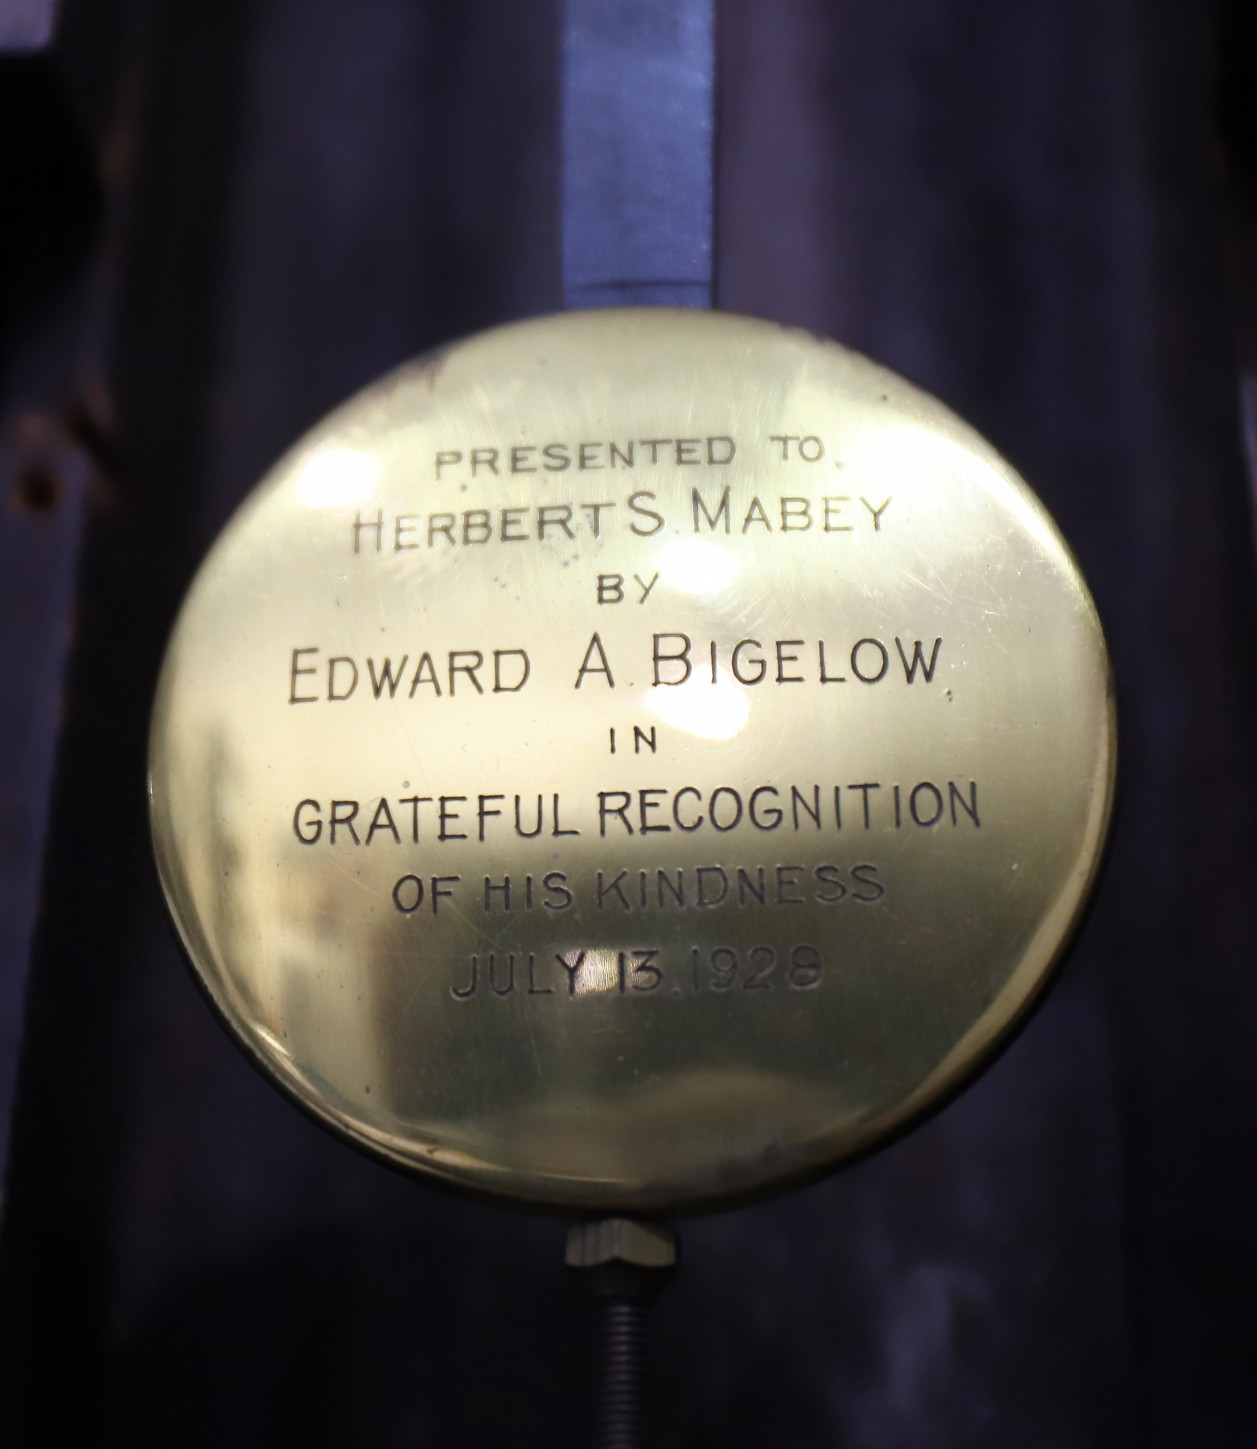 PRESENTED TO
HERBERT S. MABEY
BY
EDWARD A. BIGELOW
IN
GRATEFUL RECOGNITION
OF HIS KINDNESS
JULY 13, 1928